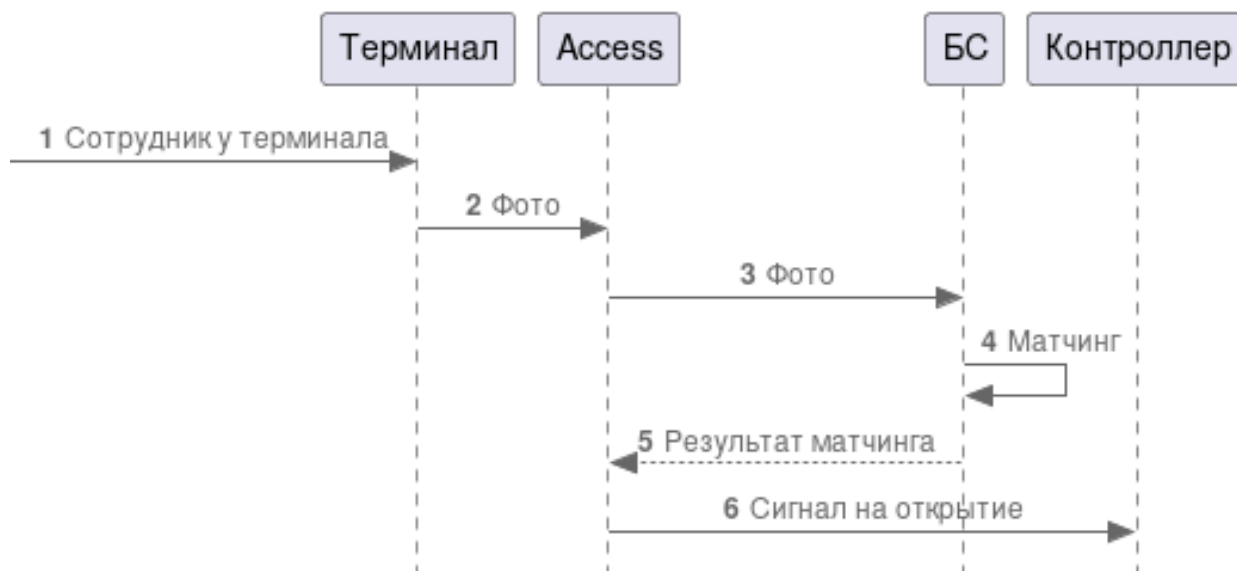 Терминал Access БС Контроллер
1 Сотрудник у терминала
2 Фото
3 Фото
4 Матчинг
5 Результат матчинга
6 Сигнал на открытие